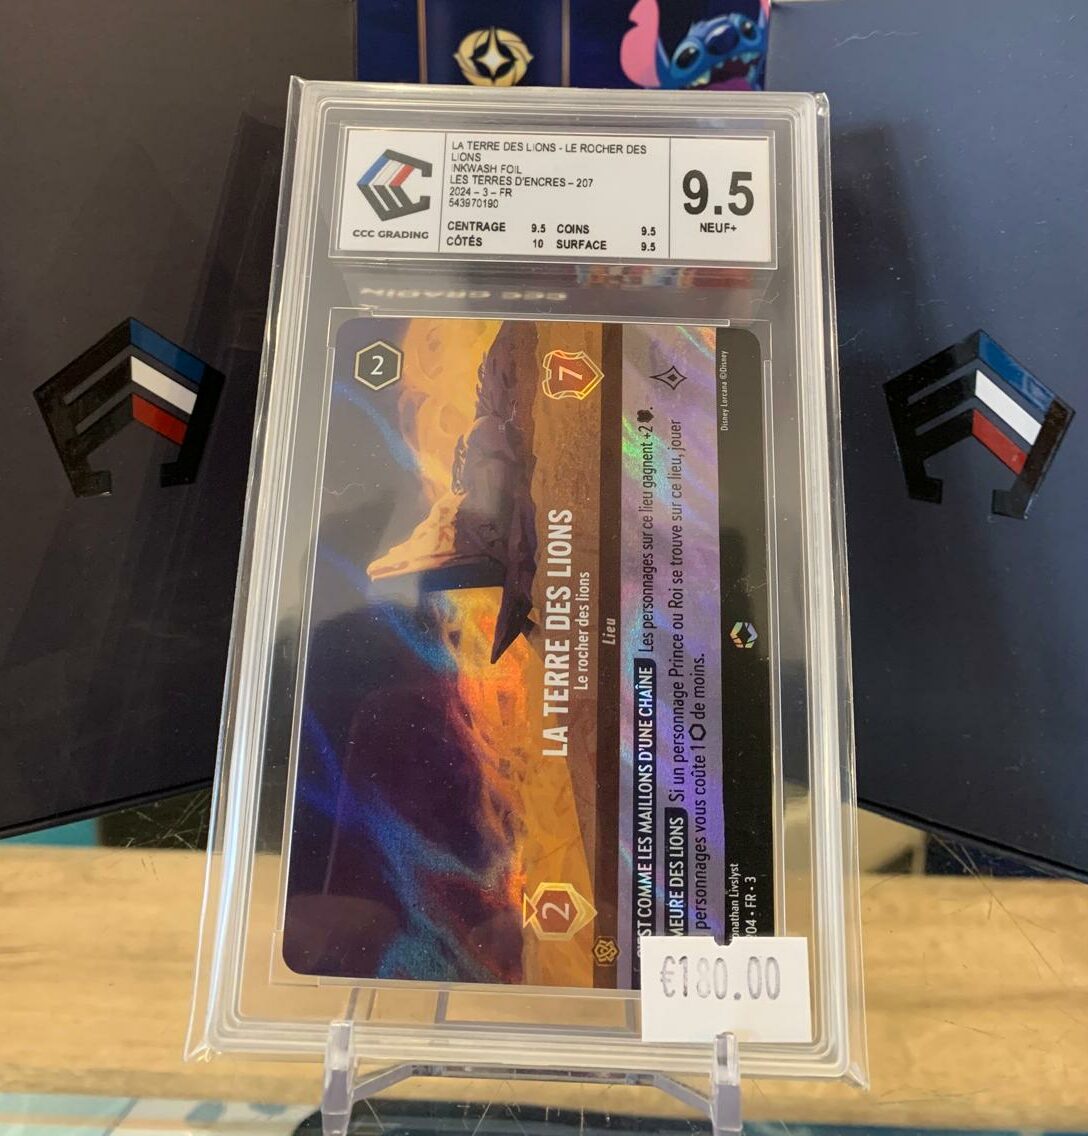 LA TERRE DES LIONS - LE ROCHER DES
LIONS
INKWASH FOIL
LES TERRES D'ENCRES – 207
2024 – 3 – FR
543970190
CENTRAGE 9.5 COINS 9.5
CÔTÉS 10 SURFACE 9.5
CCC GRADING
9.5
NEUF+
2
7
2
LA TERRE DES LIONS
Le rocher des lions
Lieu
COMME LES MAILLONS D'UNE CHAÎNE Les personnages sur ce lieu gagnent +2
DES LIONS Si un personnage Prince ou Roi se trouve sur ce lieu, jouer
personnages vous coûte 1 de moins.
Livslyst
Disney Lorcana ©Disney
204 • FR • 3
€180.00